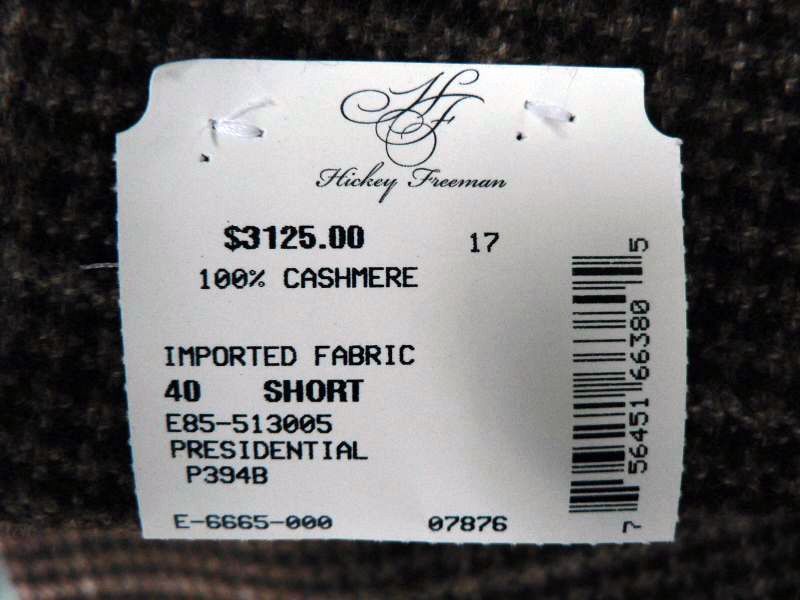 HF
Hickey Freeman
$3125.00 17
100% CASHMERE
IMPORTED FABRIC
40 SHORT
E85-513005
PRESIDENTIAL
P394B
E-6665-000 07876
7 56451 66380 5